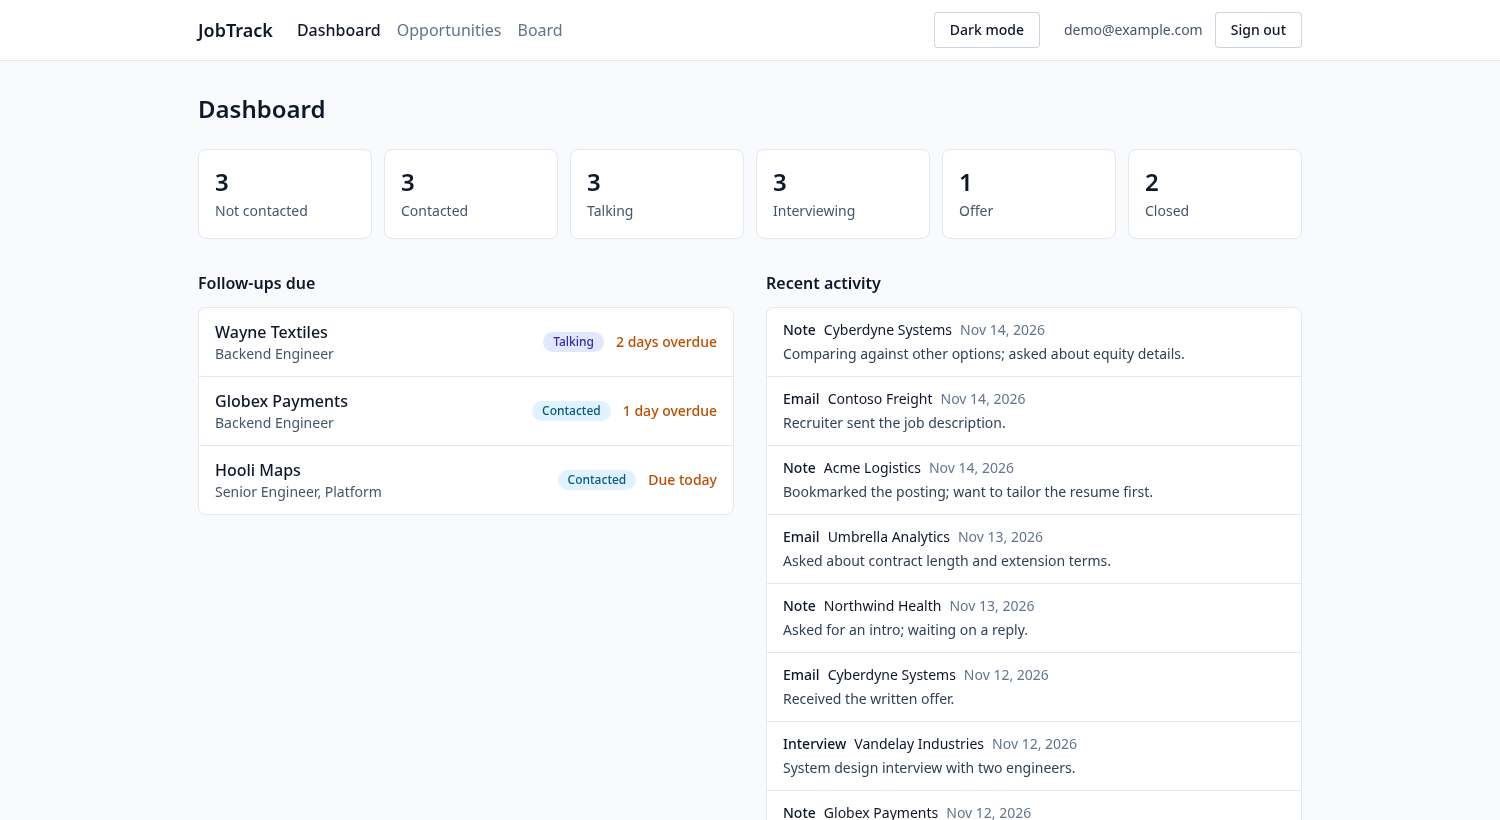 JobTrack Dashboard Opportunities Board Dark mode demo@example.com Sign out
Dashboard
3 3 3 3 1 2
Not contacted Contacted Talking Interviewing Offer Closed
Follow-ups due
Wayne Textiles
Backend Engineer
Talking 2 days overdue
Globex Payments
Backend Engineer
Contacted 1 day overdue
Hooli Maps
Senior Engineer, Platform
Contacted Due today
Recent activity
Note Cyberdyne Systems Nov 14, 2026
Comparing against other options; asked about equity details.
Email Contoso Freight Nov 14, 2026
Recruiter sent the job description.
Note Acme Logistics Nov 14, 2026
Bookmarked the posting; want to tailor the resume first.
Email Umbrella Analytics Nov 13, 2026
Asked about contract length and extension terms.
Note Northwind Health Nov 13, 2026
Asked for an intro; waiting on a reply.
Email Cyberdyne Systems Nov 12, 2026
Received the written offer.
Interview Vandelay Industries Nov 12, 2026
System design interview with two engineers.
Note Globex Payments Nov 12, 2026